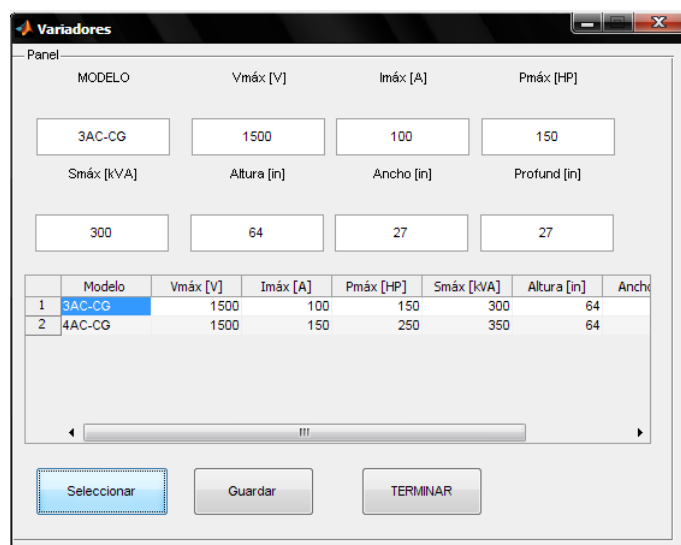 Variadores
Panel
MODELO Vmáx [V] Imáx [A] Pmáx [HP]
3AC-CG 1500 100 150
Smáx [kVA] Altura [in] Ancho [in] Profund [in]
300 64 27 27
Modelo Vmáx [V] Imáx [A] Pmáx [HP] Smáx [kVA] Altura [in] Ancho
1 3AC-CG 1500 100 150 300 64
2 4AC-CG 1500 150 250 350 64
Seleccionar Guardar TERMINAR